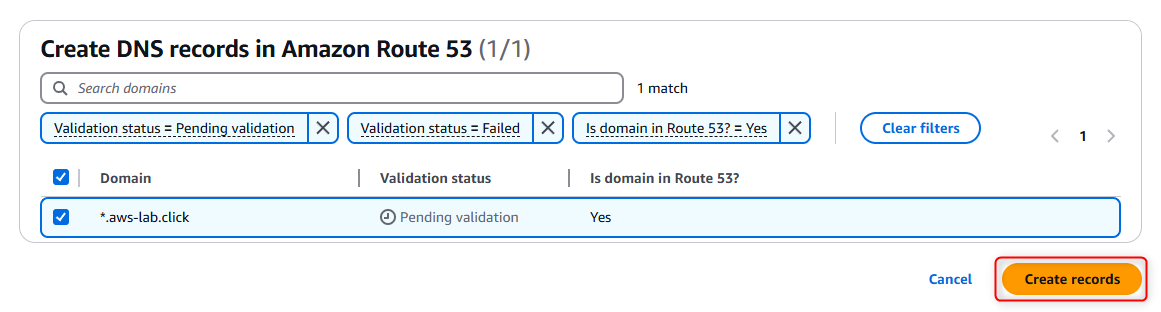 Create DNS records in Amazon Route 53 (1/1)
Search domains
1 match
Validation status = Pending validation
Validation status = Failed
Is domain in Route 53? = Yes
Clear filters
1
Domain
Validation status
Is domain in Route 53?
*.aws-lab.click
Pending validation
Yes
Cancel
Create records